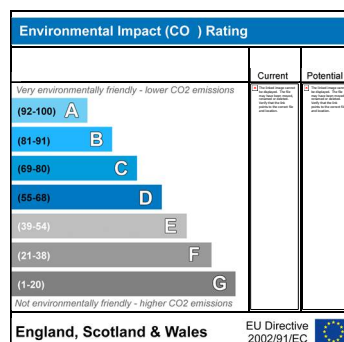 Environmental Impact (CO ) Rating
Current Potential
Very environmentally friendly - lower CO2 emissions
(92-100) A
(81-91) B
(69-80) C
(55-68) D
(39-54) E
(21-38) F
(1-20) G
Not environmentally friendly - higher CO2 emissions
England, Scotland & Wales
EU Directive
2002/91/EC